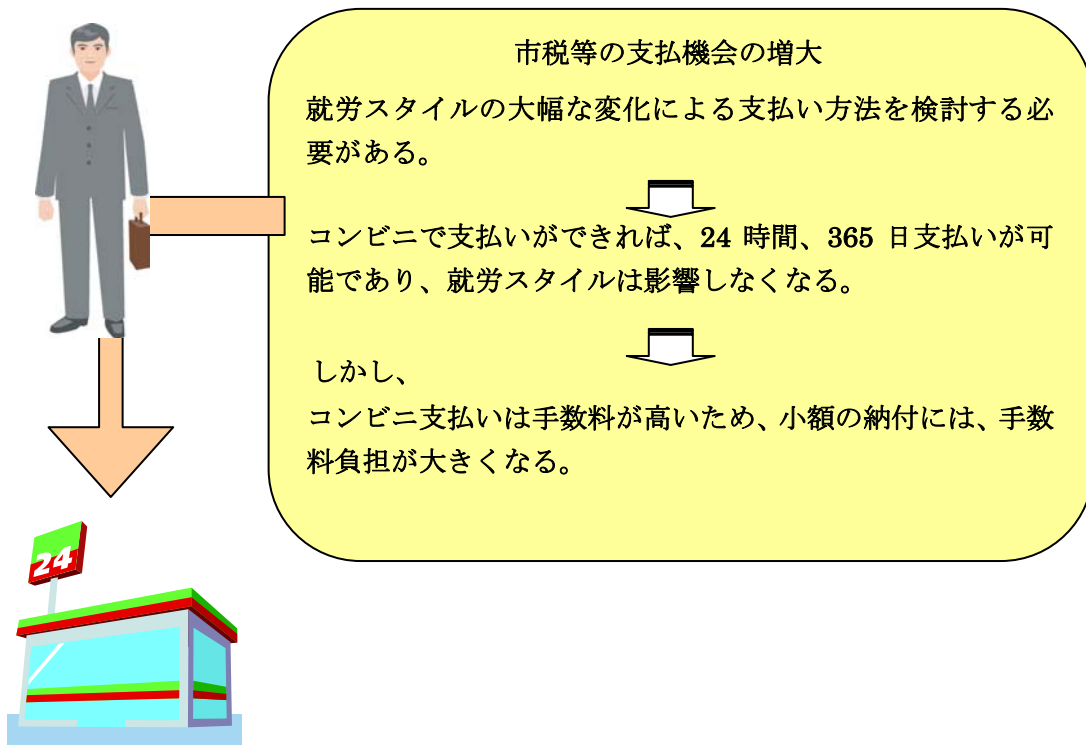 市税等の支払機会の増大
就労スタイルの大幅な変化による支払い方法を検討する必
要がある。
コンビニで支払いができれば、24 時間、365 日支払いが可
能であり、就労スタイルは影響しなくなる。
しかし、
コンビニ支払いは手数料が高いため、小額の納付には、手数
料負担が大きくなる。
24